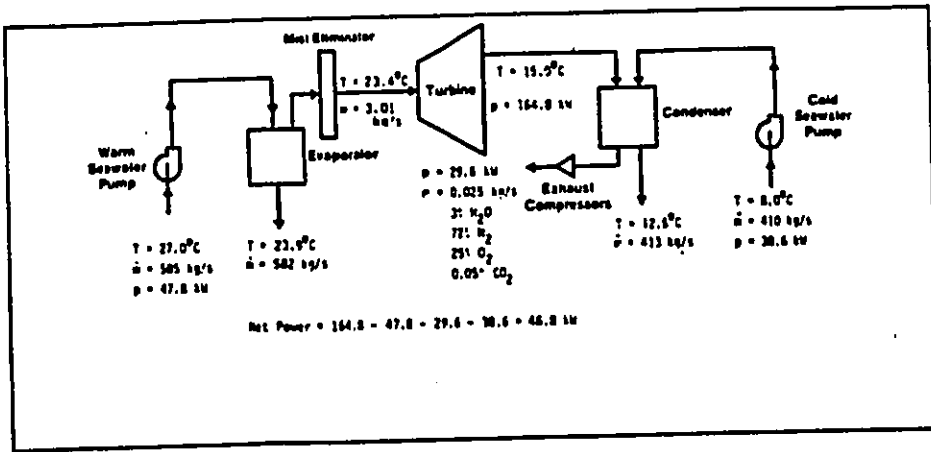 Mist Eliminator
T = 23.4°C
ṁ = 3.01
kg/s
Turbine
T = 15.5°C
p = 164.8 kW
Condenser
Cold
Seawater
Pump
Warm
Seawater
Pump
Evaporator
Exhaust
Compressors
p = 29.6 kW
ṁ = 0.025 kg/s
3% H₂O
72% N₂
25% O₂
0.05% CO₂
T = 27.0°C
ṁ = 585 kg/s
p = 47.8 kW
T = 23.9°C
ṁ = 582 kg/s
T = 12.5°C
ṁ = 413 kg/s
T = 8.0°C
ṁ = 410 kg/s
p = 38.6 kW
Net Power = 164.8 - 47.8 - 29.6 - 38.6 = 46.8 kW